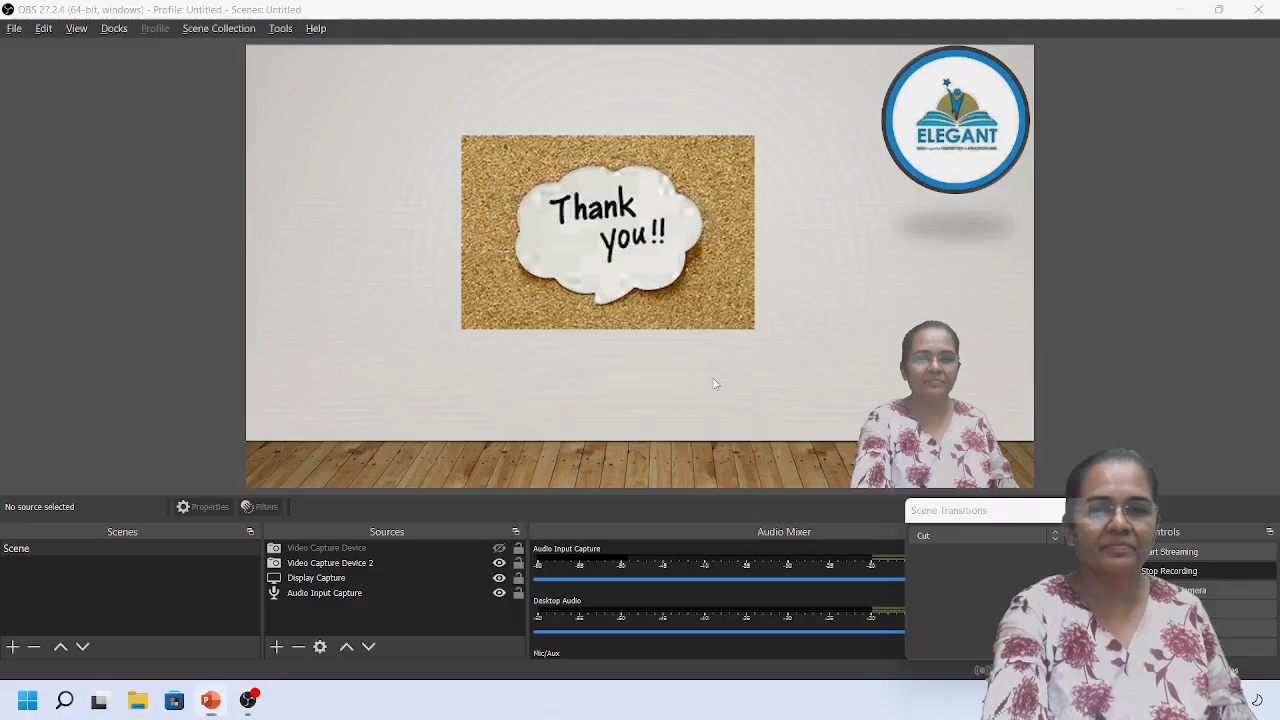 OBS 27.2.4 (64-bit, windows) - Profile: Untitled - Scenes: Untitled
File Edit View Docks Profile Scene Collection Tools Help
ELEGANT
Thank
you!!
No source selected Properties Filters
Scene Transitions
Scenes Sources Audio Mixer
Scene
Video Capture Device
Video Capture Device 2
Display Capture
Audio Input Capture
Audio Input Capture
Desktop Audio
Mic/Aux
Cut
Stop Recording